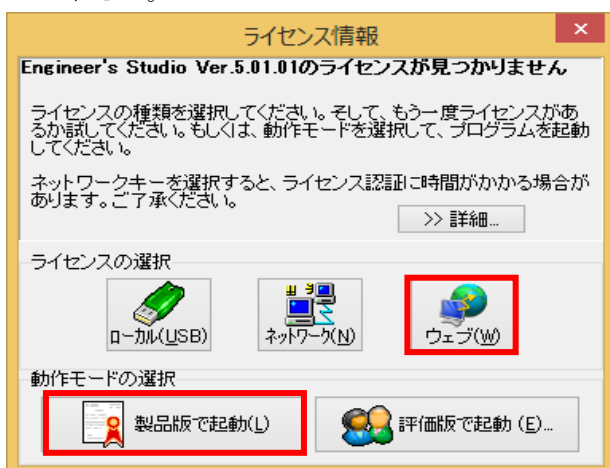 ライセンス情報
Engineer's Studio Ver.5.01.01のライセンスが見つかりません
ライセンスの種類を選択してください。そして、もう一度ライセンスがあ
るか試してください。もしくは、動作モードを選択して、プログラムを起動
してください。
ネットワークキーを選択すると、ライセンス認証に時間がかかる場合が
あります。ご了承ください。
>> 詳細...
ライセンスの選択
ローカル(USB)
ネットワーク(N)
ウェブ(W)
動作モードの選択
製品版で起動(L)
評価版で起動 (E)...